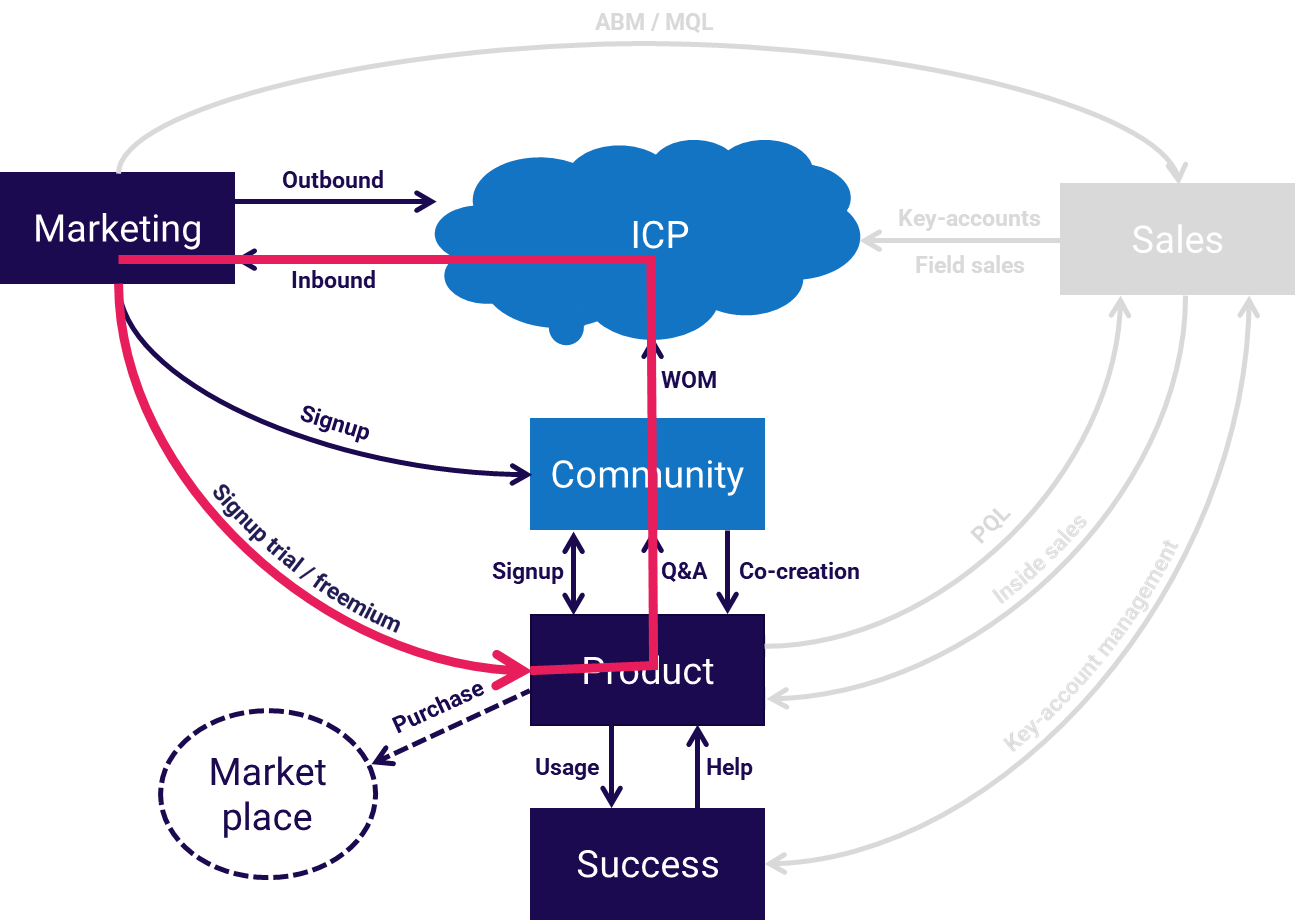 ABM / MQL
Outbound
Marketing
ICP
Key-accounts
Sales
Inbound
Field sales
WOM
Signup
Community
Signup trial / freemium
Signup
Q&A
Co-creation
PQL
Inside sales
Key-account management
Product
Purchase
Market
place
Usage
Help
Success